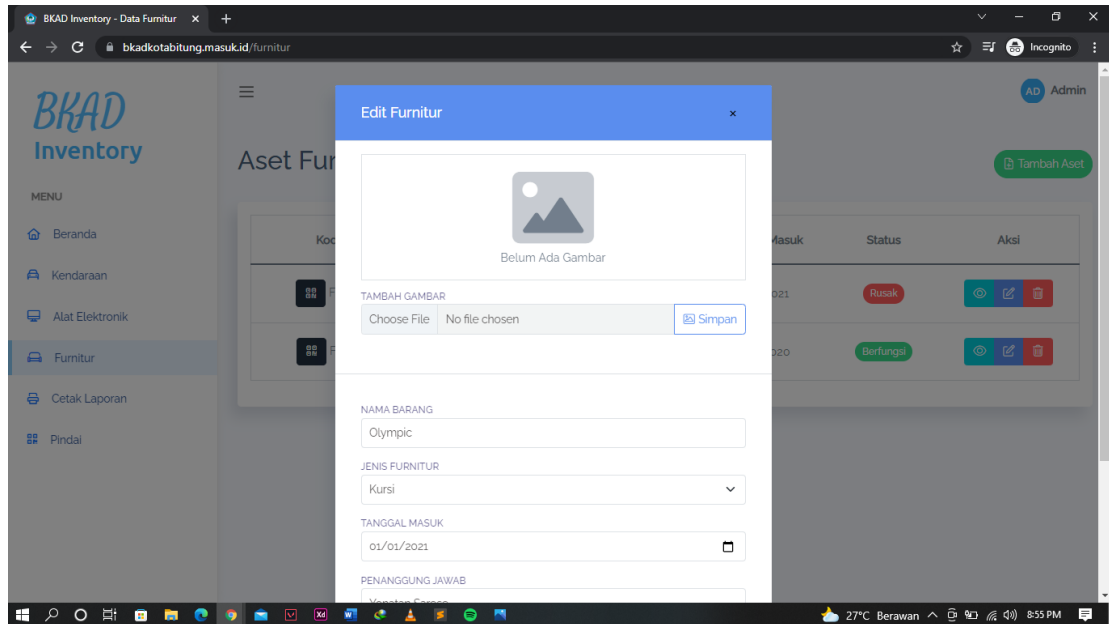 BKAD Inventory - Data Furnitur
bkadkotabitung.masuk.id/furnitur
Incognito
BKAD
Inventory
AD Admin
Edit Furnitur
Aset Fur
Tambah Aset
MENU
Beranda
Kendaraan
Alat Elektronik
Furnitur
Cetak Laporan
Pindai
Belum Ada Gambar
TAMBAH GAMBAR
Choose File No file chosen Simpan
Masuk Status Aksi
021 Rusak
020 Berfungsi
NAMA BARANG
Olympic
JENIS FURNITUR
Kursi
TANGGAL MASUK
01/01/2021
PENANGGUNG JAWAB
27°C Berawan 8:55 PM